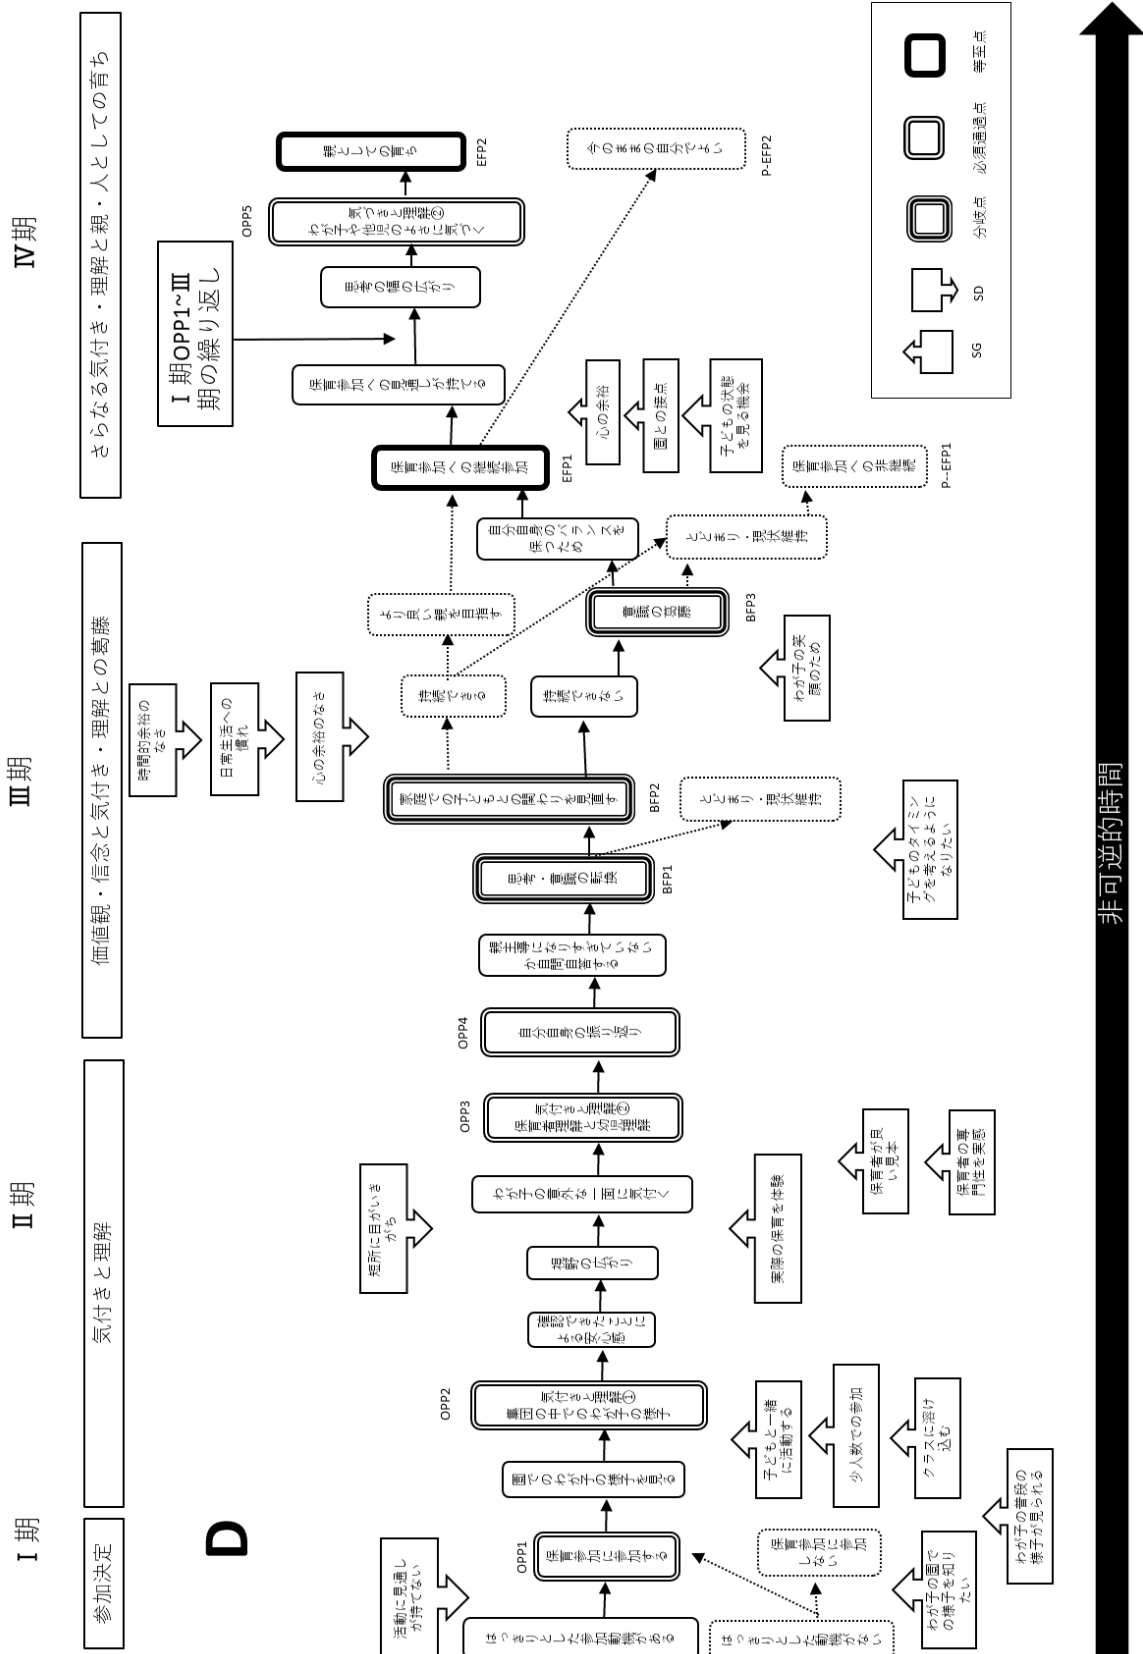 Ⅰ期
Ⅱ期
Ⅲ期
Ⅳ期
参加決定
気付きと理解
価値観・信念と気付き・理解との葛藤
さらなる気付き・理解と親・人としての育ち
D
活動に見通し
が持てない
はっきりとした参加動機がある
はっきりとした動機がない
OPP1
保育参加に参加する
保育参加に参加
しない
わが子の園で
の様子を知り
たい
わが子の普段の
様子が見られる
園でのわが子の様子を見る
OPP2
気付きと理解①
集団の中でのわが子の様子
子どもと一緒
に活動する
少人数での参加
クラスに溶け
込む
確認できたことに
よる安心感
視野の広がり
短所に目がいき
がち
わが子の意外な一面に気付く
実際の保育を体験
保育者が良
い見本
保育者の専
門性を実感
OPP3
気付きと理解②
保育者理解と幼児理解
OPP4
自分自身の振り返り
親主導になりすぎていない
か自問自答する
思考・意識の転換
BFP1
とどまり・現状維持
家庭での子どもとの関わりを見直す
BFP2
子どものタイミン
グを考えるように
なりたい
時間的余裕の
なさ
日常生活への
慣れ
心の余裕のなさ
持続できる
持続できない
より良い親を目指す
意識の葛藤
BFP3
わが子の笑
顔のため
自分自身のバランスを
保つため
とどまり・現状維持
保育参加への継続参加
EFP1
保育参加への非継続
P--EFP1
心の余裕
園との接点
子どもの状態
を見る機会
保育参加への見通しが持てる
Ⅰ期OPP1~Ⅲ
期の繰り返し
思考の幅の広がり
OPP5
気づきと理解②
わが子や他児のよさに気づく
親としての育ち
EFP2
今のままの自分でよい
P-EFP2
SG
SD
分岐点
必須通過点
等至点
非可逆的時間